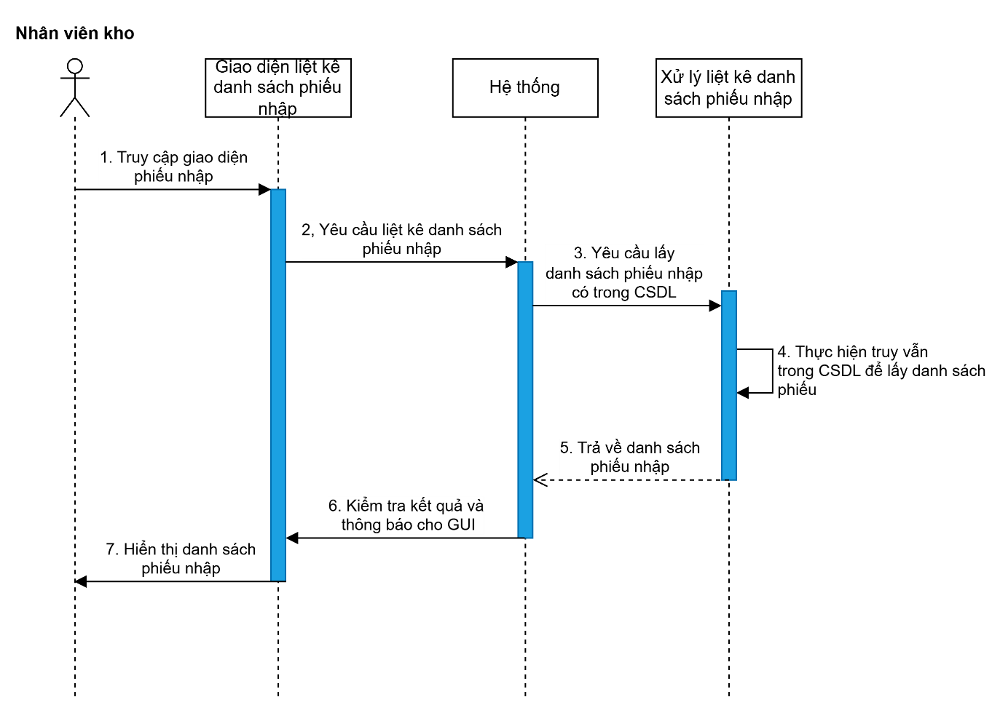 Nhân viên kho
Giao diện liệt kê
danh sách phiếu
nhập
Hệ thống
Xử lý liệt kê danh
sách phiếu nhập
1. Truy cập giao diện
phiếu nhập
2, Yêu cầu liệt kê danh sách
phiếu nhập
3. Yêu cầu lấy
danh sách phiếu nhập
có trong CSDL
4. Thực hiện truy vẫn
trong CSDL để lấy danh sách
phiếu
5. Trả về danh sách
phiếu nhập
6. Kiểm tra kết quả và
thông báo cho GUI
7. Hiển thị danh sách
phiếu nhập